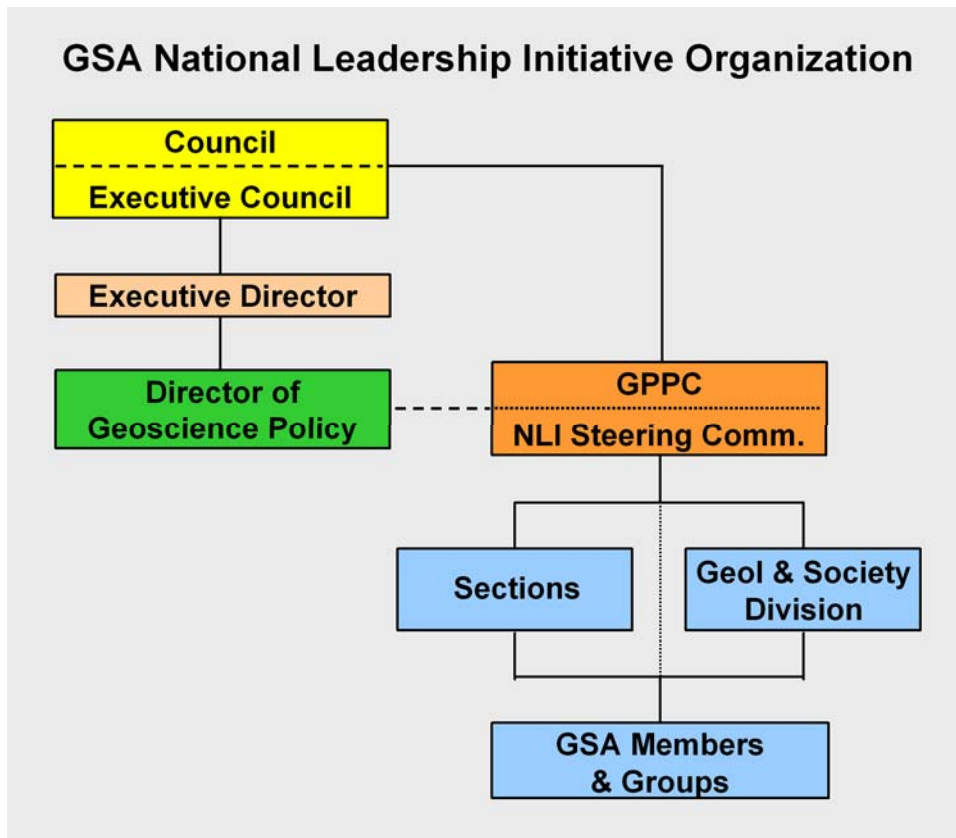 GSA National Leadership Initiative Organization
Council
Executive Council
Executive Director
Director of
Geoscience Policy
GPPC
NLI Steering Comm.
Sections
Geol & Society
Division
GSA Members
& Groups